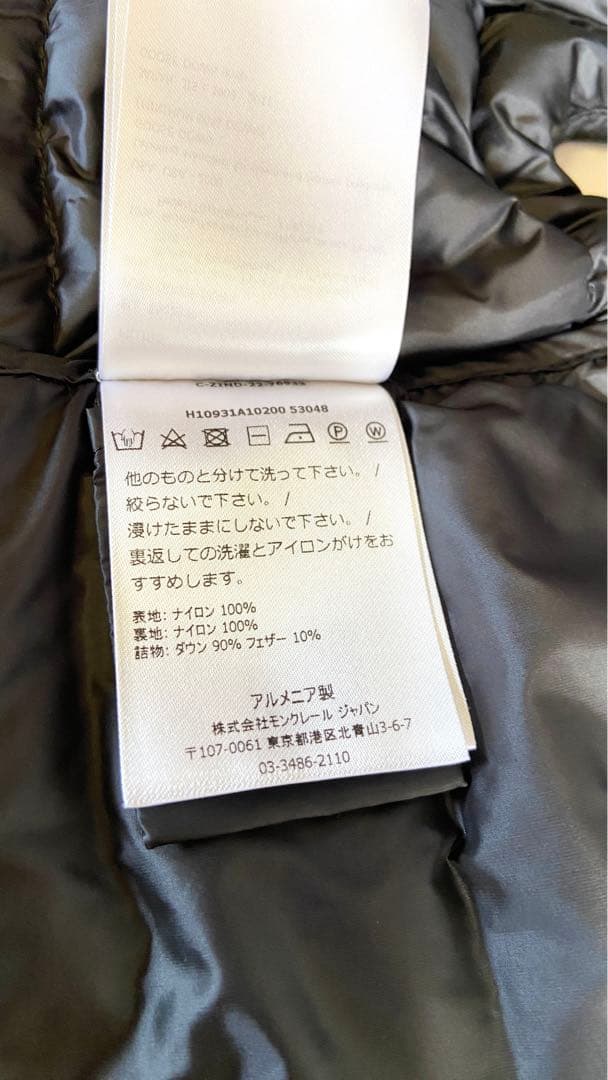 H10931A10200 53048
他のものと分けて洗って下さい。/
絞らないで下さい。/
浸けたままにしないで下さい。/
裏返しての洗濯とアイロンがけをお
すすめします。
表地: ナイロン 100%
裏地: ナイロン 100%
詰物: ダウン 90% フェザー 10%
アルメニア製
株式会社モンクレール ジャパン
〒107-0061 東京都港区北青山3-6-7
03-3486-2110